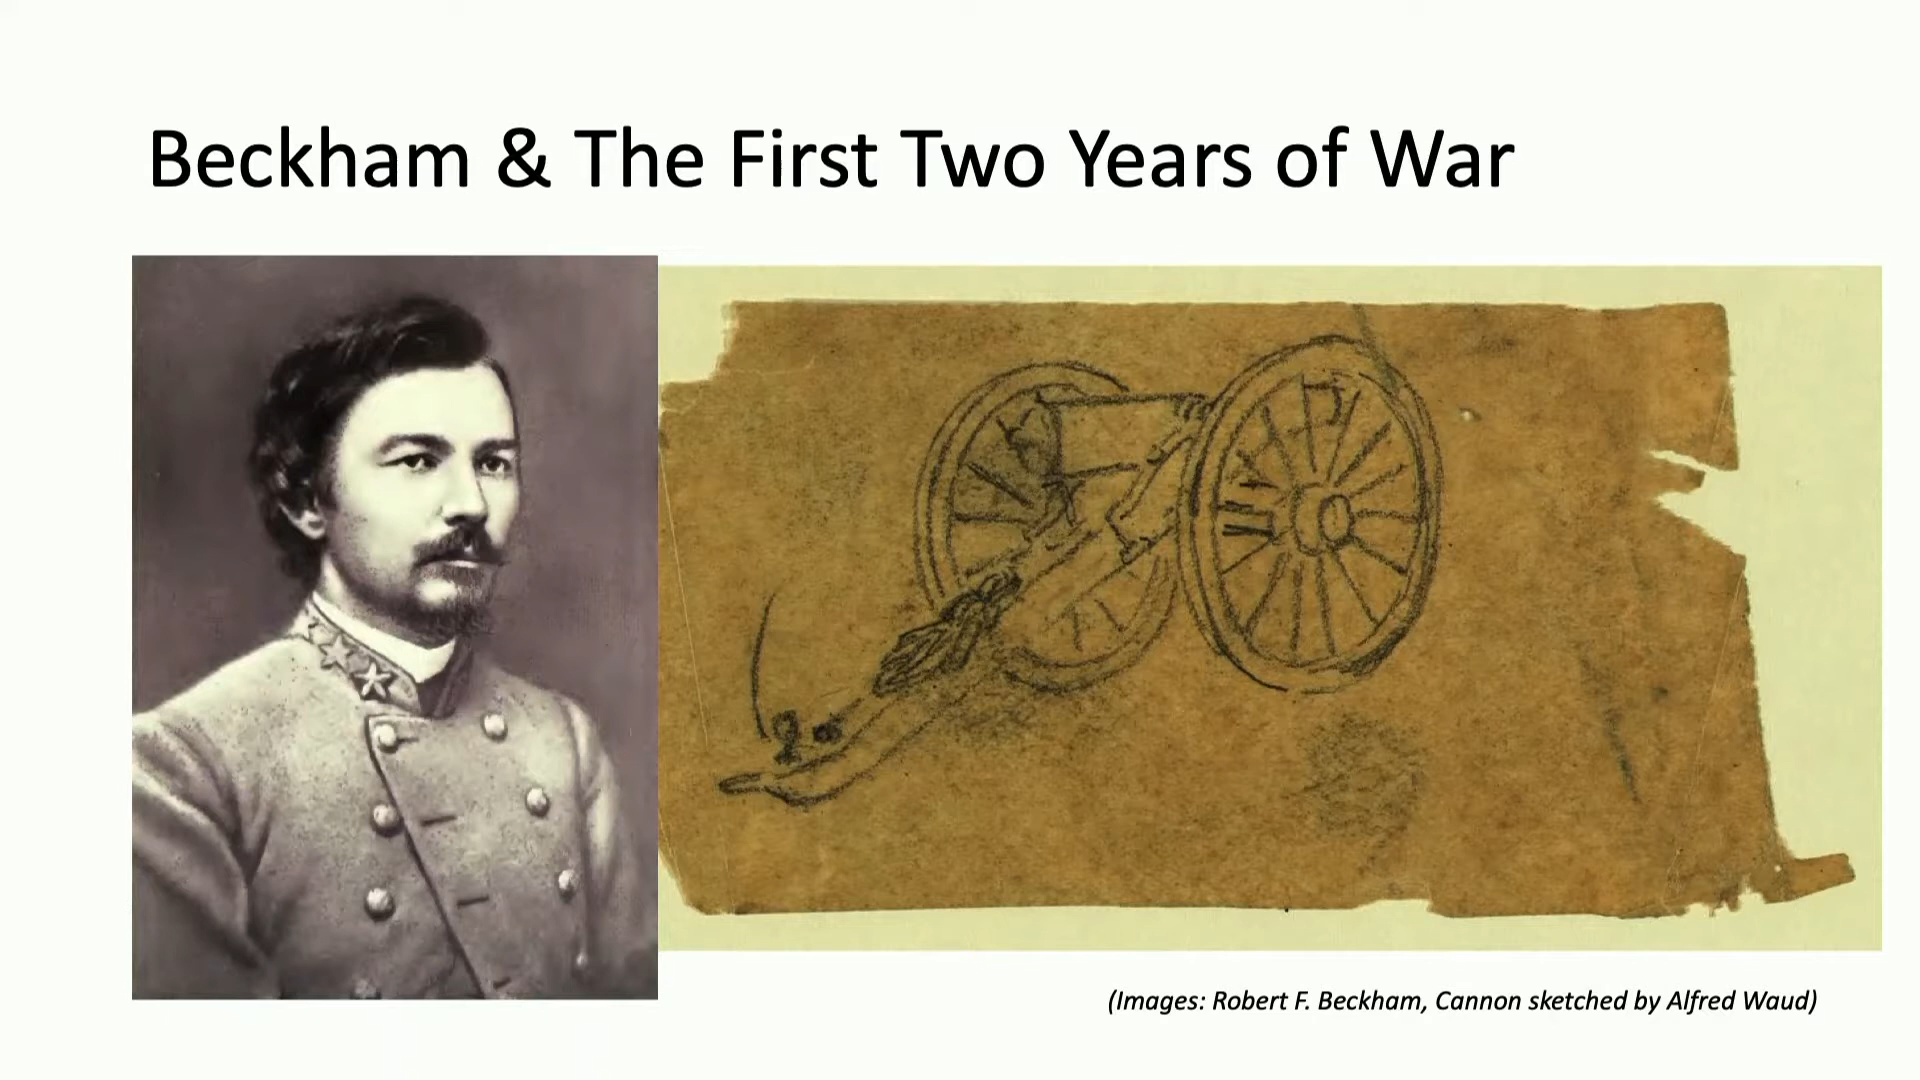 Beckham & The First Two Years of War
(Images: Robert F. Beckham, Cannon sketched by Alfred Waud)